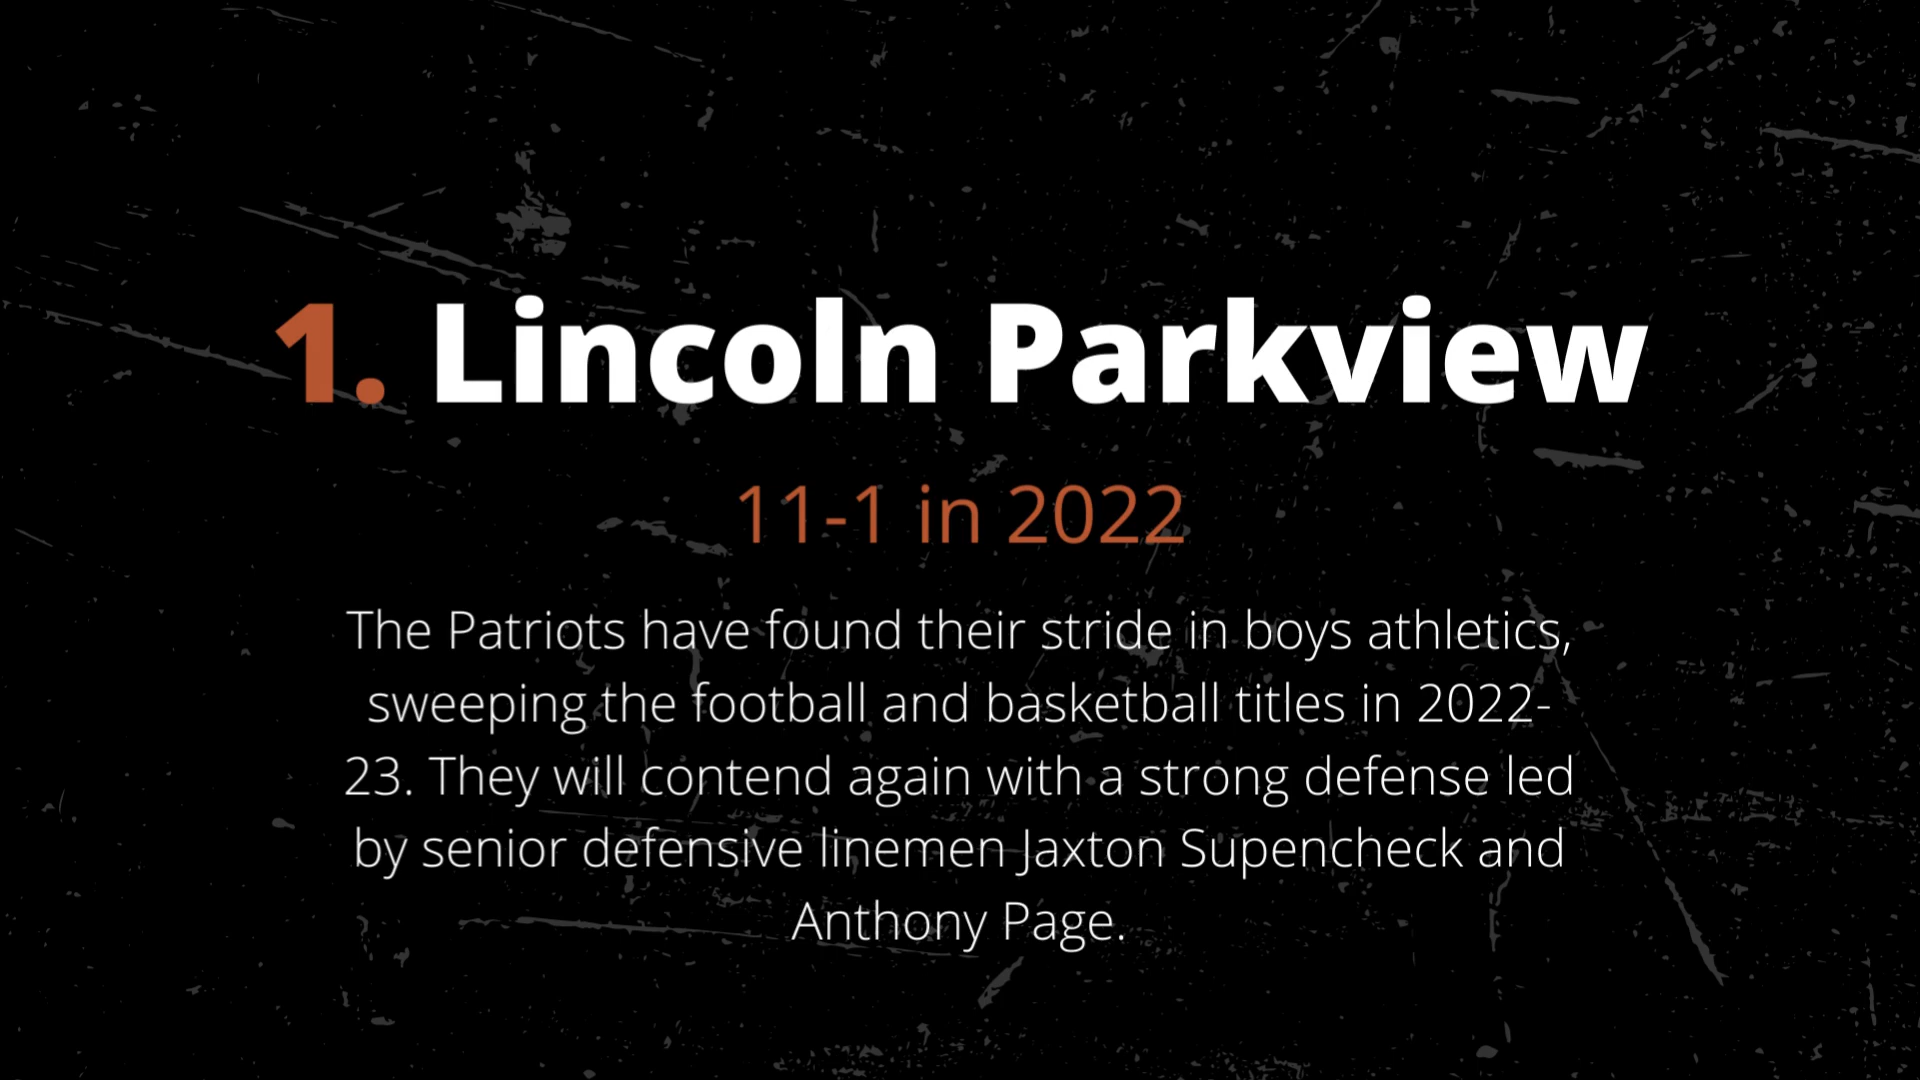 1. Lincoln Parkview
11-1 in 2022
The Patriots have found their stride in boys athletics,
sweeping the football and basketball titles in 2022-
23. They will contend again with a strong defense led
by senior defensive linemen Jaxton Supencheck and
Anthony Page.